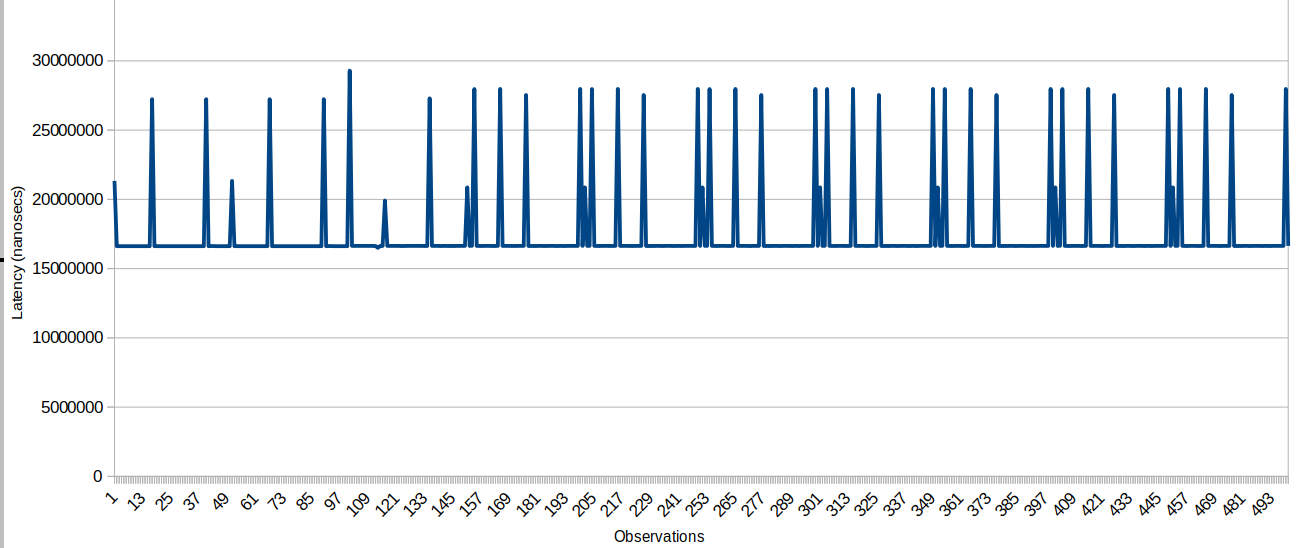 30000000
25000000
20000000
15000000
10000000
5000000
0
Latency (nanosecs)
1 13 25 37 49 61 73 85 97 109 121 133 145 157 169 181 193 205 217 229 241 253 265 277 289 301 313 325 337 349 361 373 385 397 409 421 433 445 457 469 481 493
Observations